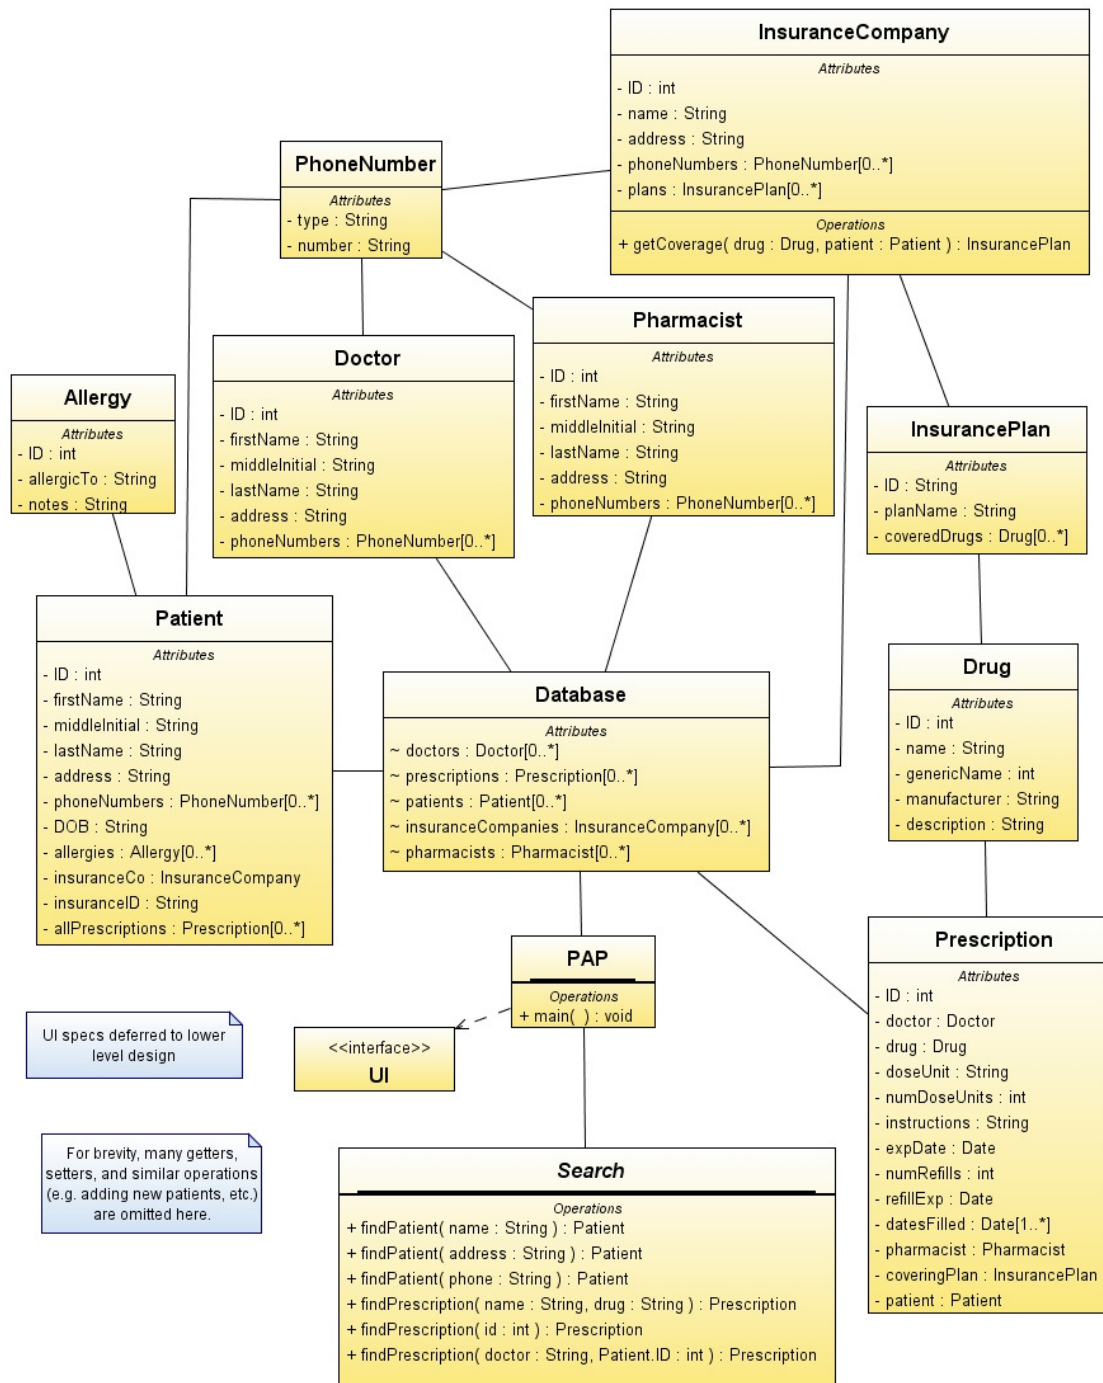 InsuranceCompany
Attributes
- ID : int
- name : String
- address : String
- phoneNumbers : PhoneNumber[0..*]
- plans : InsurancePlan[0..*]
Operations
+ getCoverage( drug : Drug, patient : Patient ) : InsurancePlan
PhoneNumber
Attributes
- type : String
- number : String
Pharmacist
Attributes
- ID : int
- firstName : String
- middleInitial : String
- lastName : String
- address : String
- phoneNumbers : PhoneNumber[0..*]
Doctor
Attributes
- ID : int
- firstName : String
- middleInitial : String
- lastName : String
- address : String
- phoneNumbers : PhoneNumber[0..*]
Allergy
Attributes
- ID : int
- allergicTo : String
- notes : String
InsurancePlan
Attributes
- ID : String
- planName : String
- coveredDrugs : Drug[0..*]
Patient
Attributes
- ID : int
- firstName : String
- middleInitial : String
- lastName : String
- address : String
- phoneNumbers : PhoneNumber[0..*]
- DOB : String
- allergies : Allergy[0..*]
- insuranceCo : InsuranceCompany
- insuranceID : String
- allPrescriptions : Prescription[0..*]
Database
Attributes
~ doctors : Doctor[0..*]
~ prescriptions : Prescription[0..*]
~ patients : Patient[0..*]
~ insuranceCompanies : InsuranceCompany[0..*]
~ pharmacists : Pharmacist[0..*]
Drug
Attributes
- ID : int
- name : String
- genericName : int
- manufacturer : String
- description : String
Prescription
Attributes
- ID : int
- doctor : Doctor
- drug : Drug
- doseUnit : String
- numDoseUnits : int
- instructions : String
- expDate : Date
- numRefills : int
- refillExp : Date
- datesFilled : Date[1..*]
- pharmacist : Pharmacist
- coveringPlan : InsurancePlan
- patient : Patient
PAP
Operations
+ main( ) : void
<<interface>>
UI
UI specs deferred to lower
level design
For brevity, many getters,
setters, and similar operations
(e.g. adding new patients, etc.)
are omitted here.
Search
Operations
+ findPatient( name : String ) : Patient
+ findPatient( address : String ) : Patient
+ findPatient( phone : String ) : Patient
+ findPrescription( name : String, drug : String ) : Prescription
+ findPrescription( id : int ) : Prescription
+ findPrescription( doctor : String, Patient.ID : int ) : Prescription